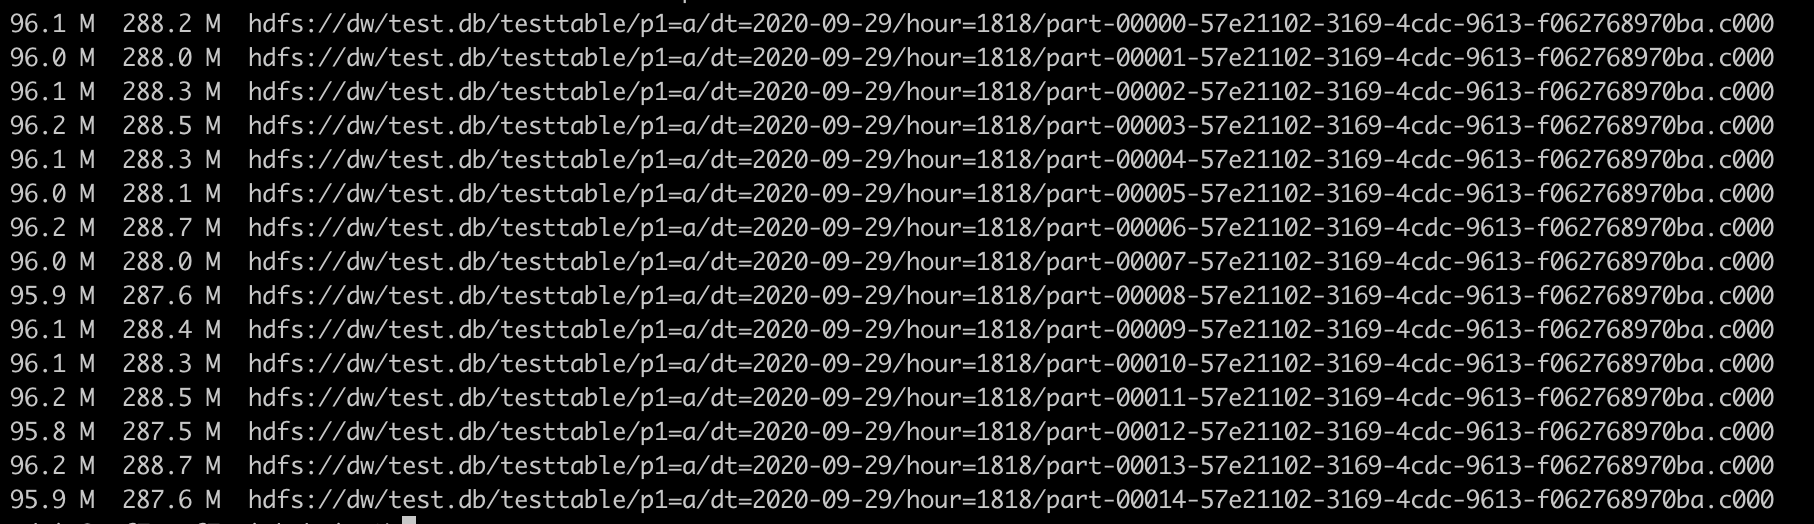 96.1 M  288.2 M  hdfs://dw/test.db/testtable/p1=a/dt=2020-09-29/hour=1818/part-00000-57e21102-3169-4cdc-9613-f062768970ba.c000
96.0 M  288.0 M  hdfs://dw/test.db/testtable/p1=a/dt=2020-09-29/hour=1818/part-00001-57e21102-3169-4cdc-9613-f062768970ba.c000
96.1 M  288.3 M  hdfs://dw/test.db/testtable/p1=a/dt=2020-09-29/hour=1818/part-00002-57e21102-3169-4cdc-9613-f062768970ba.c000
96.2 M  288.5 M  hdfs://dw/test.db/testtable/p1=a/dt=2020-09-29/hour=1818/part-00003-57e21102-3169-4cdc-9613-f062768970ba.c000
96.1 M  288.3 M  hdfs://dw/test.db/testtable/p1=a/dt=2020-09-29/hour=1818/part-00004-57e21102-3169-4cdc-9613-f062768970ba.c000
96.0 M  288.1 M  hdfs://dw/test.db/testtable/p1=a/dt=2020-09-29/hour=1818/part-00005-57e21102-3169-4cdc-9613-f062768970ba.c000
96.2 M  288.7 M  hdfs://dw/test.db/testtable/p1=a/dt=2020-09-29/hour=1818/part-00006-57e21102-3169-4cdc-9613-f062768970ba.c000
96.0 M  288.0 M  hdfs://dw/test.db/testtable/p1=a/dt=2020-09-29/hour=1818/part-00007-57e21102-3169-4cdc-9613-f062768970ba.c000
95.9 M  287.6 M  hdfs://dw/test.db/testtable/p1=a/dt=2020-09-29/hour=1818/part-00008-57e21102-3169-4cdc-9613-f062768970ba.c000
96.1 M  288.4 M  hdfs://dw/test.db/testtable/p1=a/dt=2020-09-29/hour=1818/part-00009-57e21102-3169-4cdc-9613-f062768970ba.c000
96.1 M  288.3 M  hdfs://dw/test.db/testtable/p1=a/dt=2020-09-29/hour=1818/part-00010-57e21102-3169-4cdc-9613-f062768970ba.c000
96.2 M  288.5 M  hdfs://dw/test.db/testtable/p1=a/dt=2020-09-29/hour=1818/part-00011-57e21102-3169-4cdc-9613-f062768970ba.c000
95.8 M  287.5 M  hdfs://dw/test.db/testtable/p1=a/dt=2020-09-29/hour=1818/part-00012-57e21102-3169-4cdc-9613-f062768970ba.c000
96.2 M  288.7 M  hdfs://dw/test.db/testtable/p1=a/dt=2020-09-29/hour=1818/part-00013-57e21102-3169-4cdc-9613-f062768970ba.c000
95.9 M  287.6 M  hdfs://dw/test.db/testtable/p1=a/dt=2020-09-29/hour=1818/part-00014-57e21102-3169-4cdc-9613-f062768970ba.c000